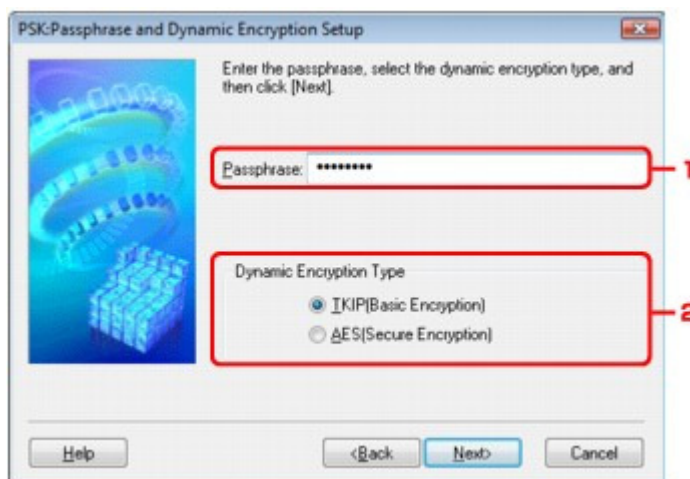 PSK:Passphrase and Dynamic Encryption Setup
Enter the passphrase, select the dynamic encryption type, and
then click [Next].
Passphrase: ••••••••
1
Dynamic Encryption Type
TKIP(Basic Encryption)
AES(Secure Encryption)
2
Help
<Back
Next>
Cancel